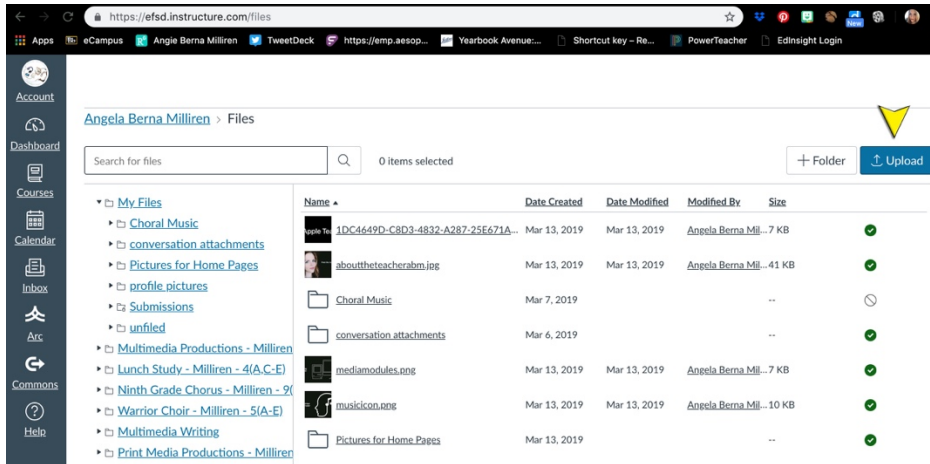 https://efsd.instructure.com/files
New
Apps eCampus Angie Berna Milliren TweetDeck https://emp.aesop... Yearbook Avenue:... Shortcut key – Re... PowerTeacher EdInsight Login
Account
Dashboard
Courses
Calendar
Inbox
Arc
Commons
Help
Angela Berna Milliren > Files
Search for files
0 items selected
+ Folder
Upload
My Files
Choral Music
conversation attachments
Pictures for Home Pages
profile pictures
Submissions
unfiled
Multimedia Productions - Milliren
Lunch Study - Milliren - 4(A,C-E)
Ninth Grade Chorus - Milliren - 9(
Warrior Choir - Milliren - 5(A-E)
Multimedia Writing
Print Media Productions - Milliren
Name Date Created Date Modified Modified By Size
1DC4649D-C8D3-4832-A287-25E671A... Mar 13, 2019 Mar 13, 2019 Angela Berna Mil... 7 KB
abouttheteacherabm.jpg Mar 13, 2019 Mar 13, 2019 Angela Berna Mil... 41 KB
Choral Music Mar 7, 2019 --
conversation attachments Mar 6, 2019 --
mediamodules.png Mar 13, 2019 Mar 13, 2019 Angela Berna Mil... 7 KB
musicicon.png Mar 13, 2019 Mar 13, 2019 Angela Berna Mil... 10 KB
Pictures for Home Pages Mar 13, 2019 --